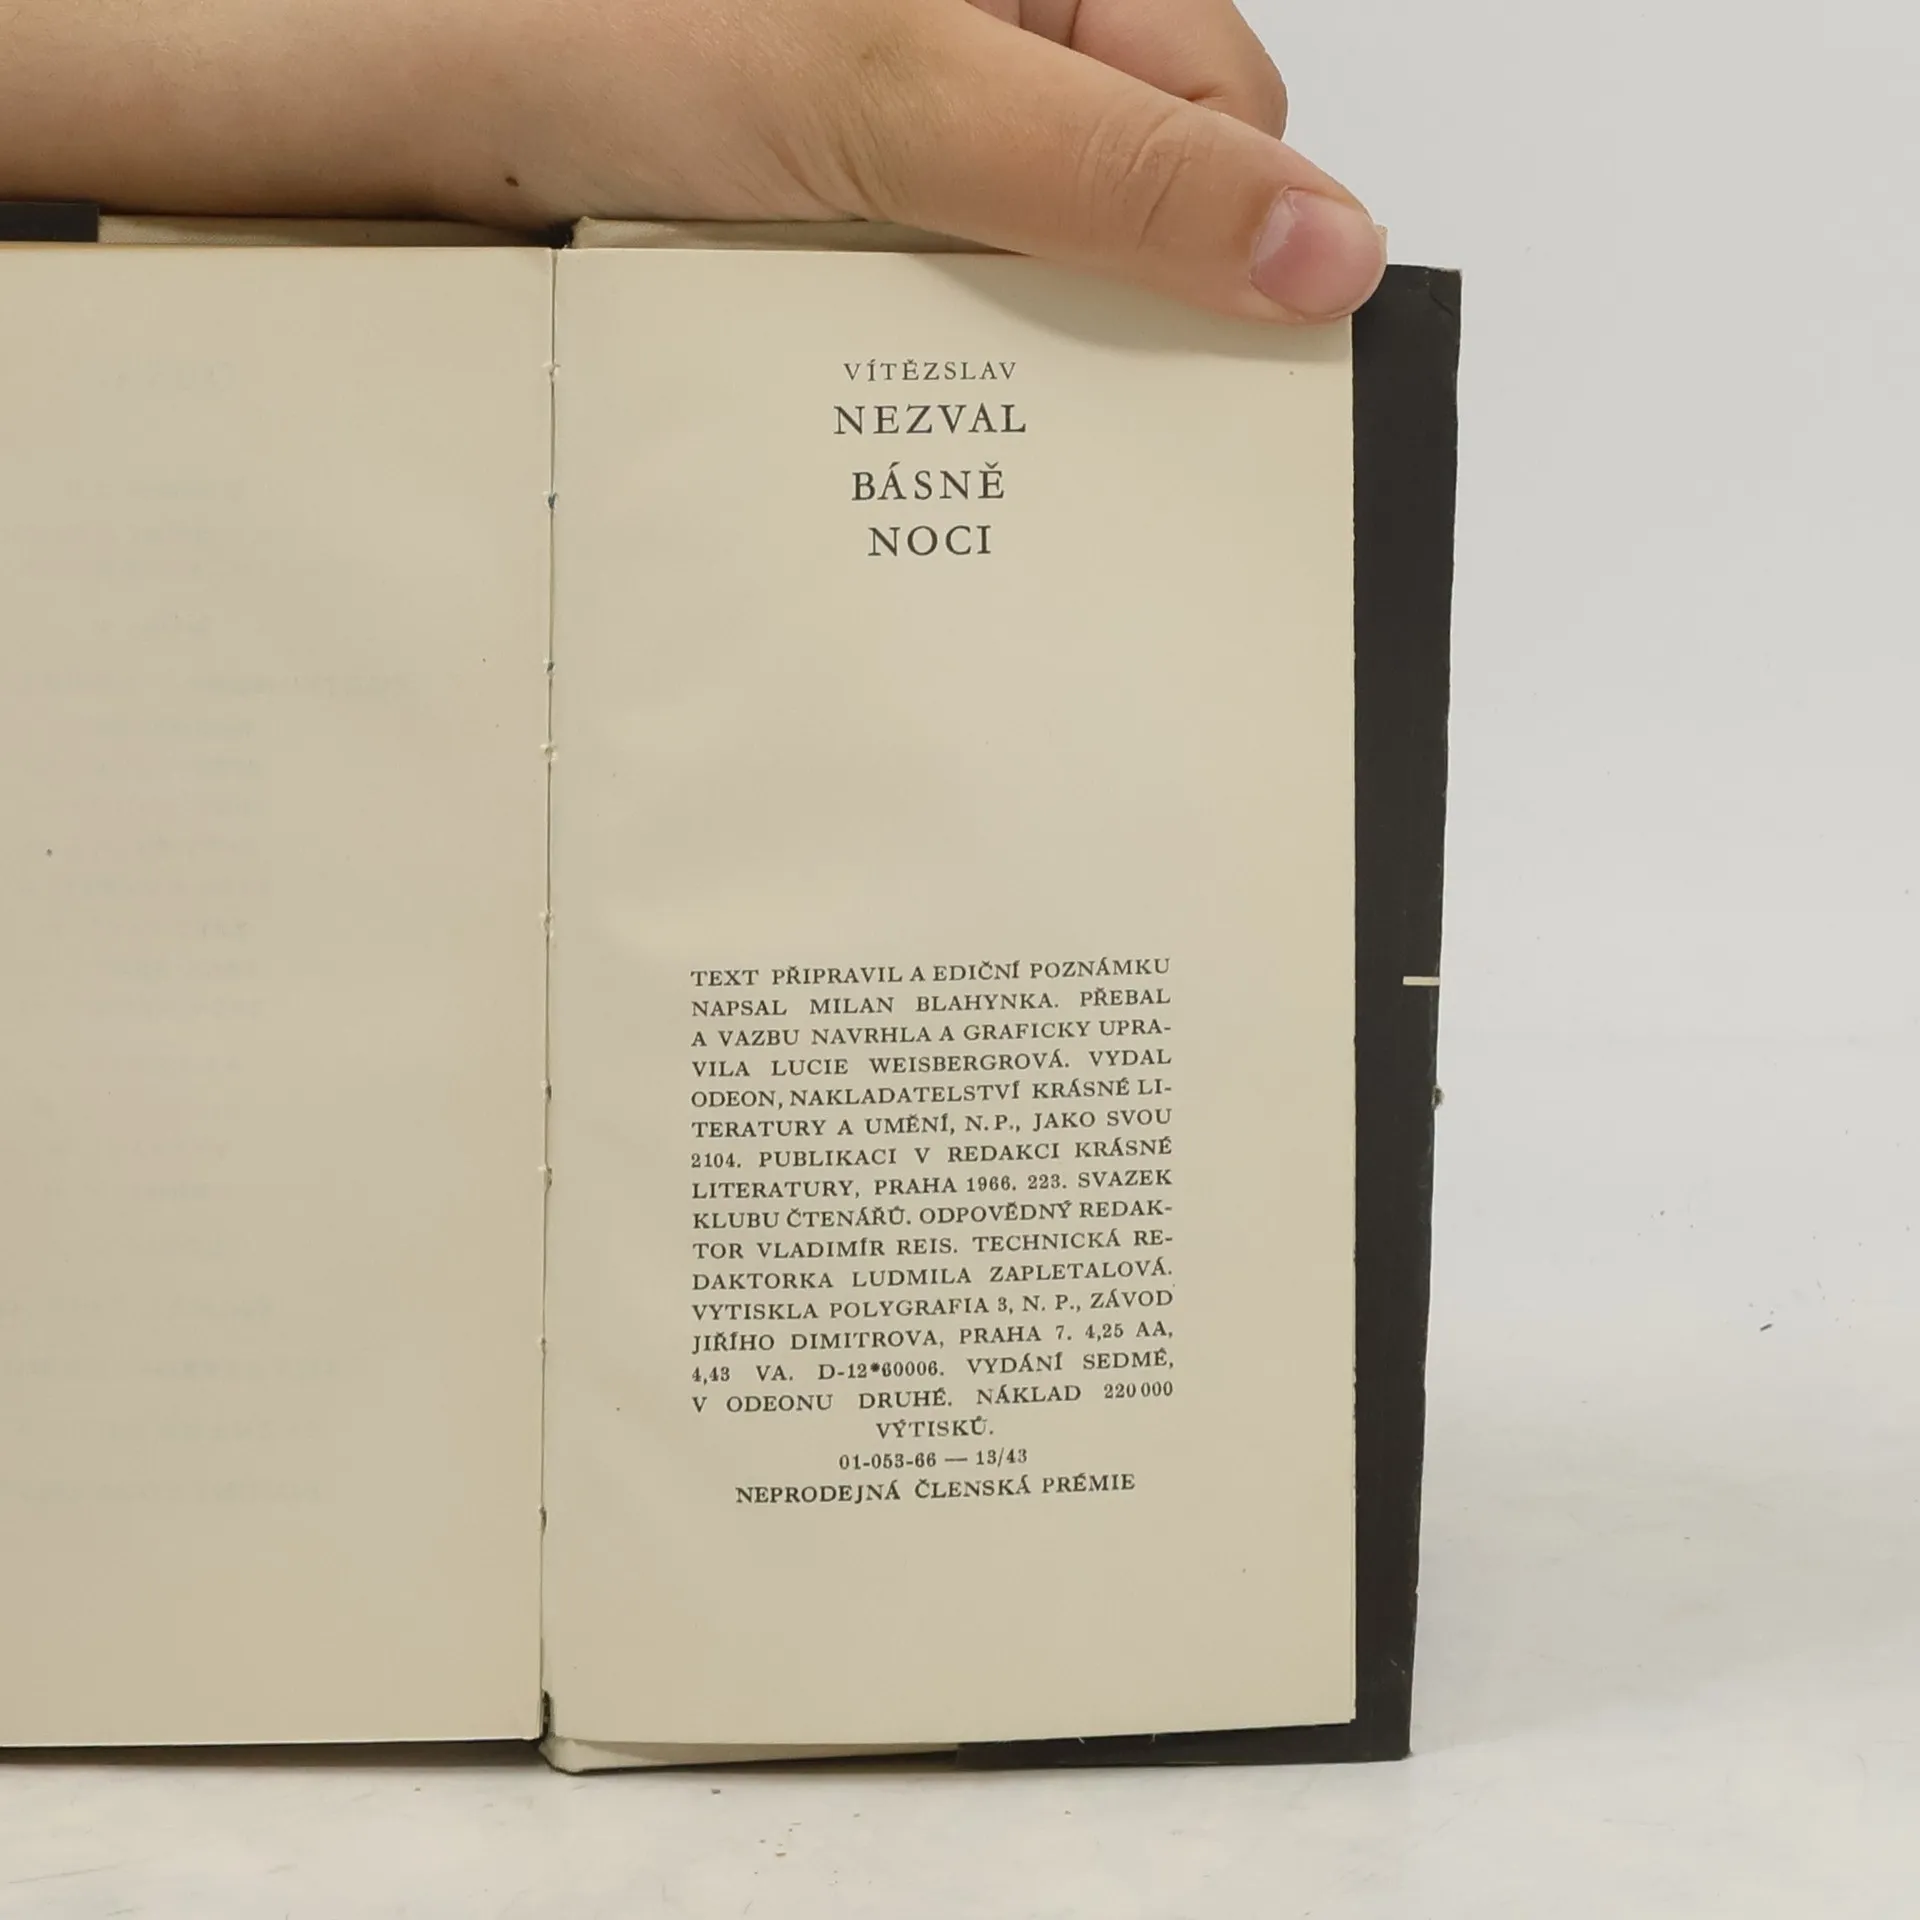 VÍTĚZSLAV
NEZVAL
BÁSNĚ
NOCI
TEXT PŘIPRAVIL A EDIČNÍ POZNÁMKU
NAPSAL MILAN BLAHYNKA. PŘEBAL
A VAZBU NAVRHLA A GRAFICKY UPRA-
VILA LUCIE WEISBERGROVÁ. VYDAL
ODEON, NAKLADATELSTVÍ KRÁSNÉ LI-
TERATURY A UMĚNÍ, N. P., JAKO SVOU
2104. PUBLIKACI V REDAKCI KRÁSNÉ
LITERATURY, PRAHA 1966. 223. SVAZEK
KLUBU ČTENÁŘŮ. ODPOVĚDNÝ REDAK-
TOR VLADIMÍR REIS. TECHNICKÁ RE-
DAKTORKA LUDMILA ZAPLETALOVÁ.
VYTISKLA POLYGRAFIA 3, N. P., ZÁVOD
JIŘÍHO DIMITROVA, PRAHA 7. 4,25 AA,
4,43 VA. D-12*60006. VYDÁNÍ SEDMÉ,
V ODEONU DRUHÉ. NÁKLAD 220 000
VÝTISKŮ.
01-053-66 — 13/43
NEPRODEJNÁ ČLENSKÁ PRÉMIE